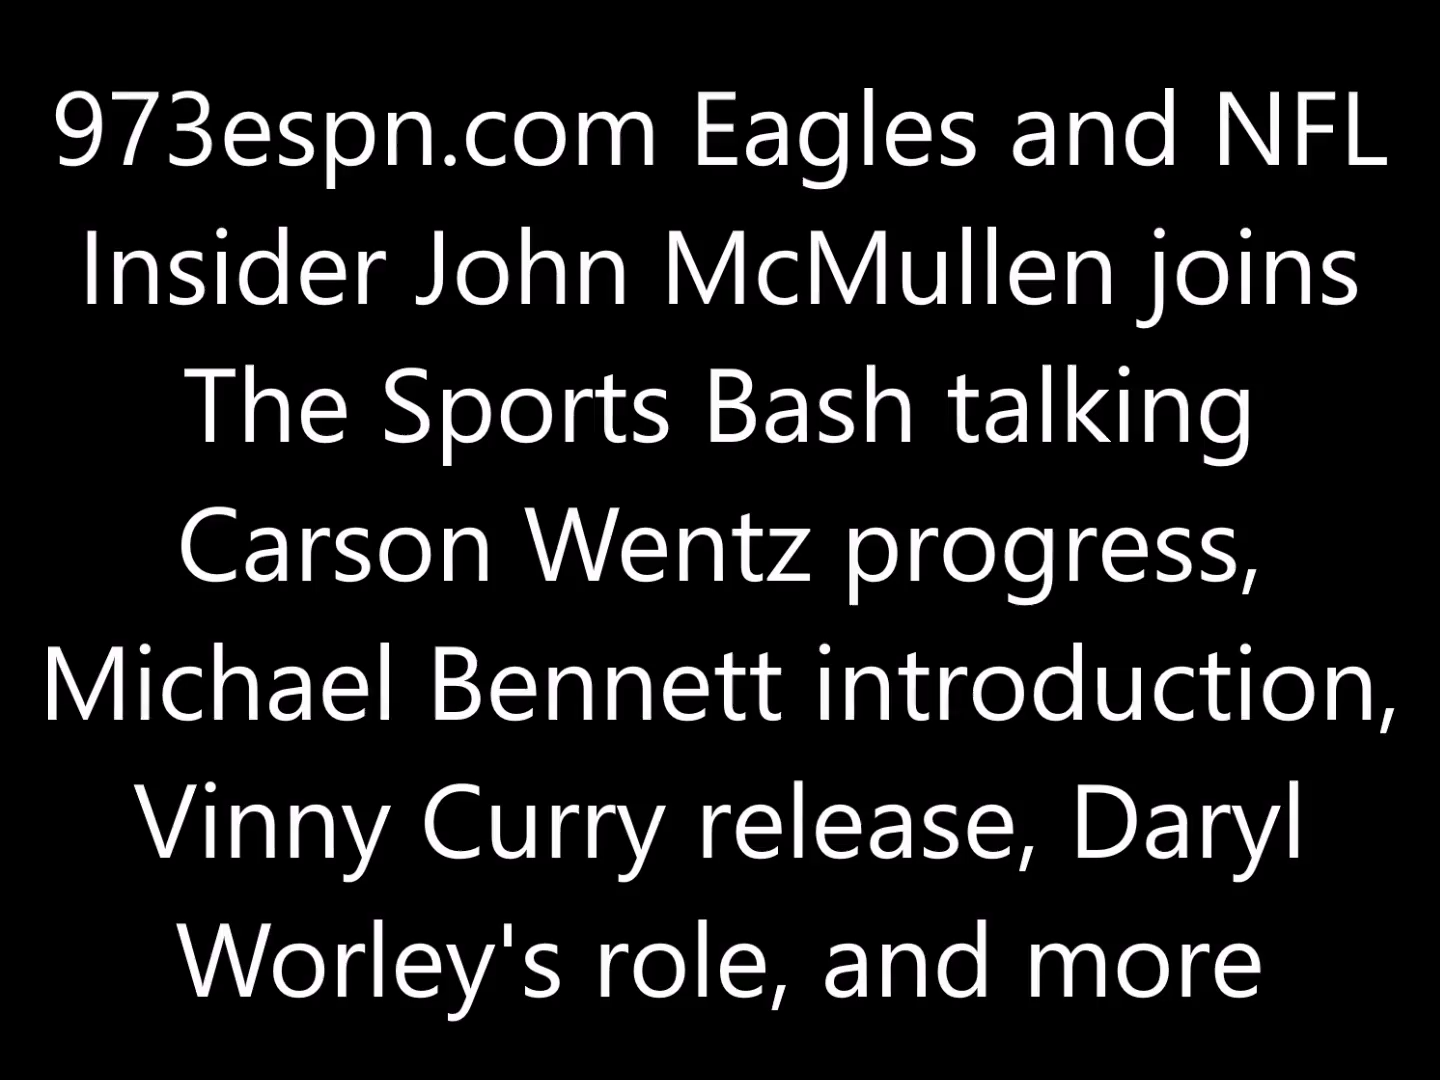 973espn.com Eagles and NFL
Insider John McMullen joins
The Sports Bash talking
Carson Wentz progress,
Michael Bennett introduction,
Vinny Curry release, Daryl
Worley's role, and more